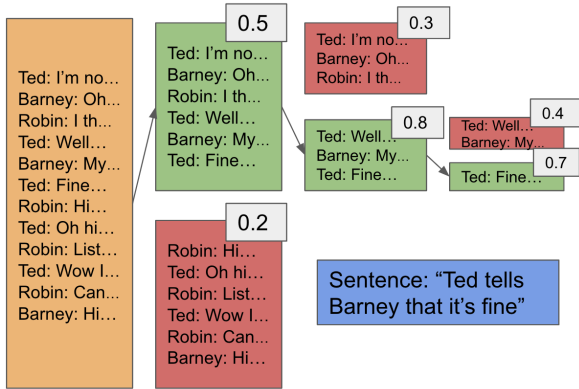 Ted: I'm no...
Barney: Oh...
Robin: I th...
Ted: Well...
Barney: My...
Ted: Fine...
Robin: Hi...
Ted: Oh hi...
Robin: List...
Ted: Wow I...
Robin: Can...
Barney: Hi...
0.5
Ted: I'm no...
Barney: Oh...
Robin: I th...
Ted: Well...
Barney: My...
Ted: Fine...
0.2
Robin: Hi...
Ted: Oh hi...
Robin: List...
Ted: Wow I...
Robin: Can...
Barney: Hi...
0.3
Ted: I'm no...
Barney: Oh...
Robin: I th...
0.8
Ted: Well...
Barney: My...
Ted: Fine...
0.4
Ted: Well...
Barney: My...
0.7
Ted: Fine...
Sentence: "Ted tells
Barney that it's fine"